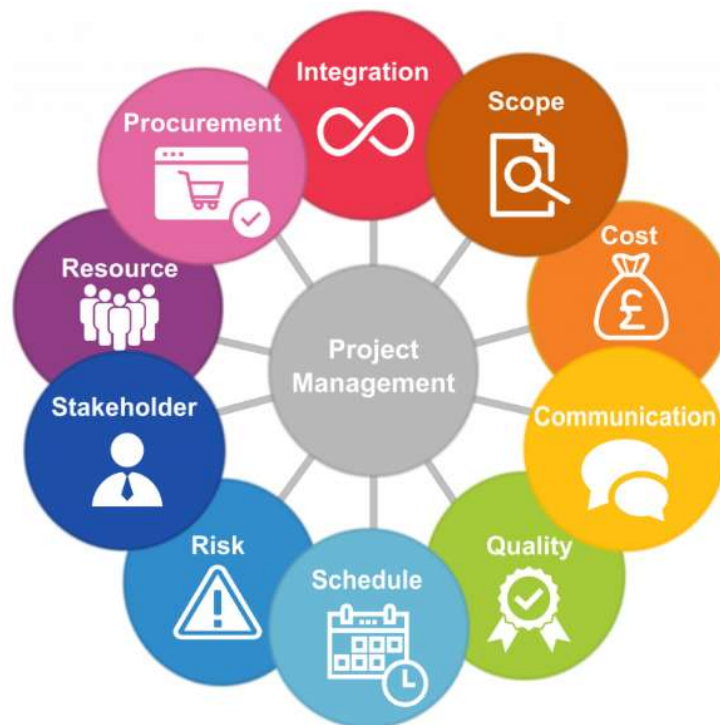 Integration
Scope
Cost
£
Communication
Quality
Schedule
Risk
Stakeholder
Resource
Procurement
Project
Management